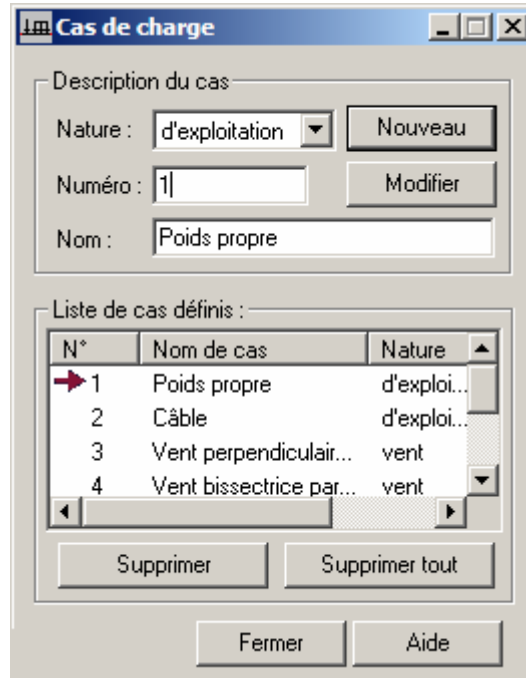 Cas de charge
Description du cas
Nature : d'exploitation Nouveau
Numéro : 1 Modifier
Nom : Poids propre
Liste de cas définis :
N° Nom de cas Nature
1 Poids propre d'exploi...
2 Câble d'exploi...
3 Vent perpendiculair... vent
4 Vent bissectrice par... vent
Supprimer Supprimer tout
Fermer Aide